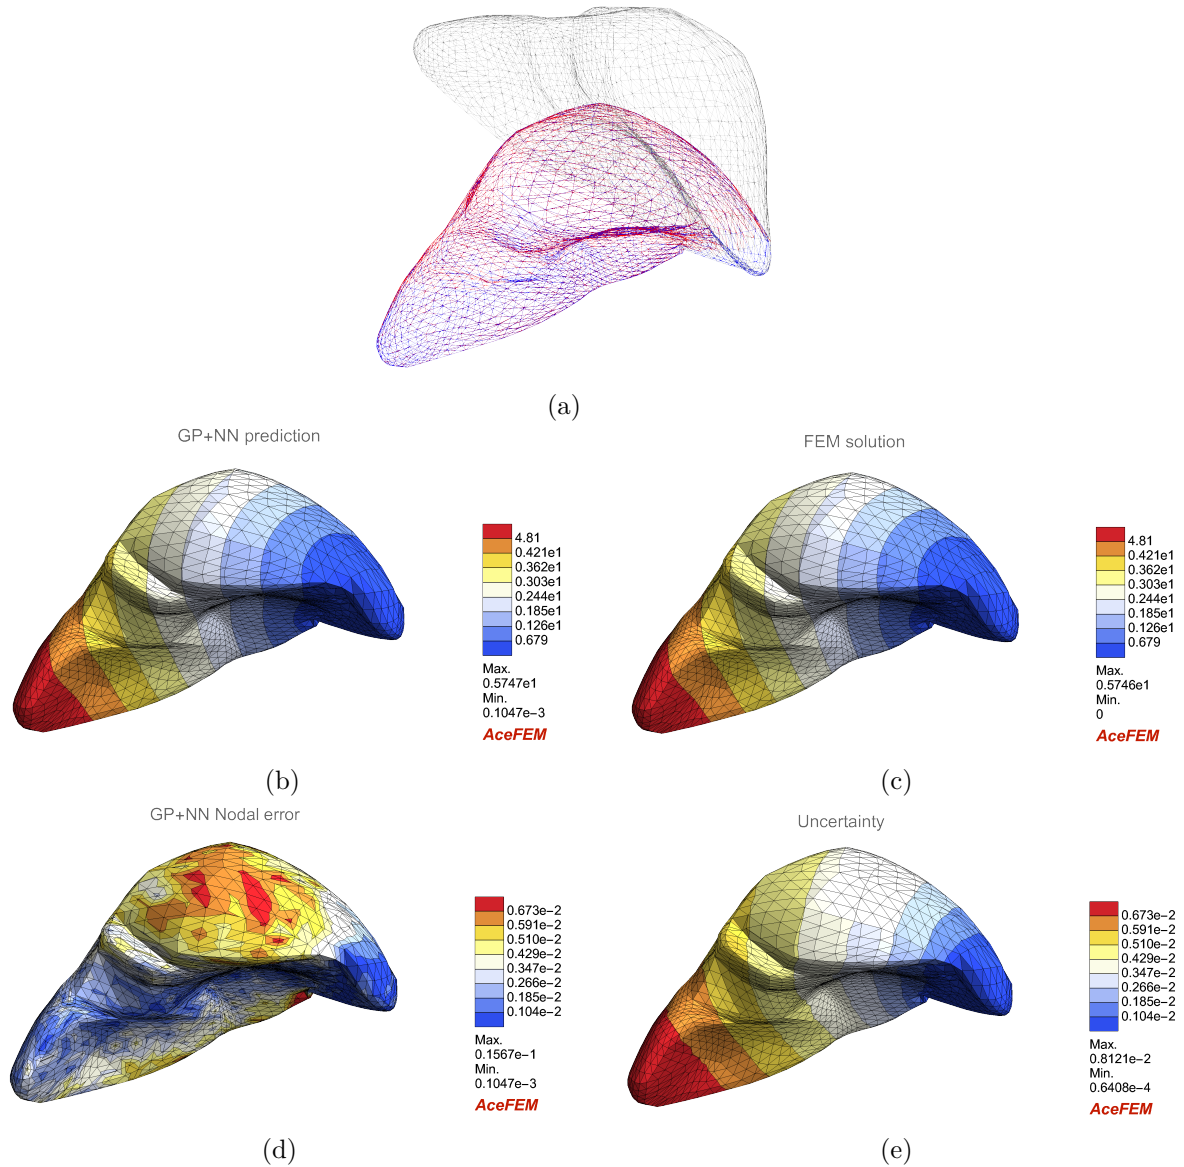 (a)
GP+NN prediction
4.81
0.421e1
0.362e1
0.303e1
0.244e1
0.185e1
0.126e1
0.679
Max.
0.5747e1
Min.
0.1047e-3
AceFEM
(b)
FEM solution
4.81
0.421e1
0.362e1
0.303e1
0.244e1
0.185e1
0.126e1
0.679
Max.
0.5746e1
Min.
0
AceFEM
(c)
GP+NN Nodal error
0.673e-2
0.591e-2
0.510e-2
0.429e-2
0.347e-2
0.266e-2
0.185e-2
0.104e-2
Max.
0.1567e-1
Min.
0.1047e-3
AceFEM
(d)
Uncertainty
0.673e-2
0.591e-2
0.510e-2
0.429e-2
0.347e-2
0.266e-2
0.185e-2
0.104e-2
Max.
0.8121e-2
Min.
0.6408e-4
AceFEM
(e)